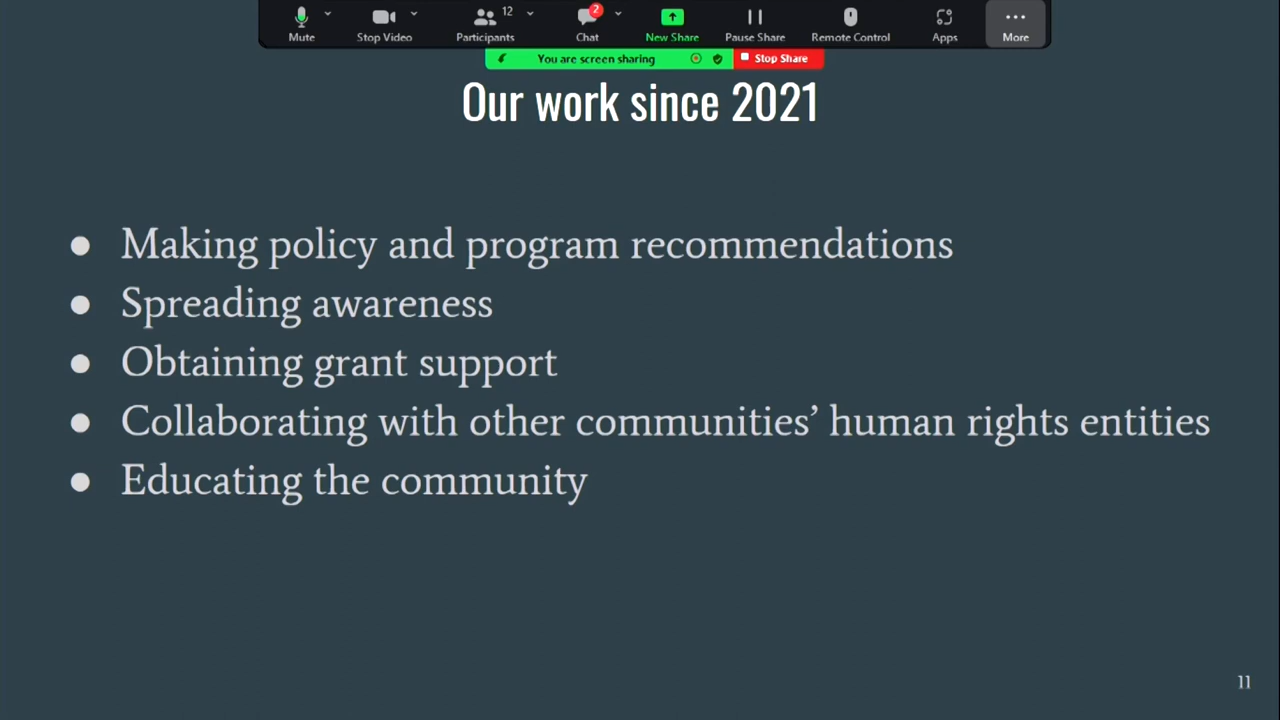 Mute
Stop Video
Participants
12
Chat
2
New Share
Pause Share
Remote Control
Apps
More
You are screen sharing
Stop Share
Our work since 2021
● Making policy and program recommendations
● Spreading awareness
● Obtaining grant support
● Collaborating with other communities’ human rights entities
● Educating the community
11